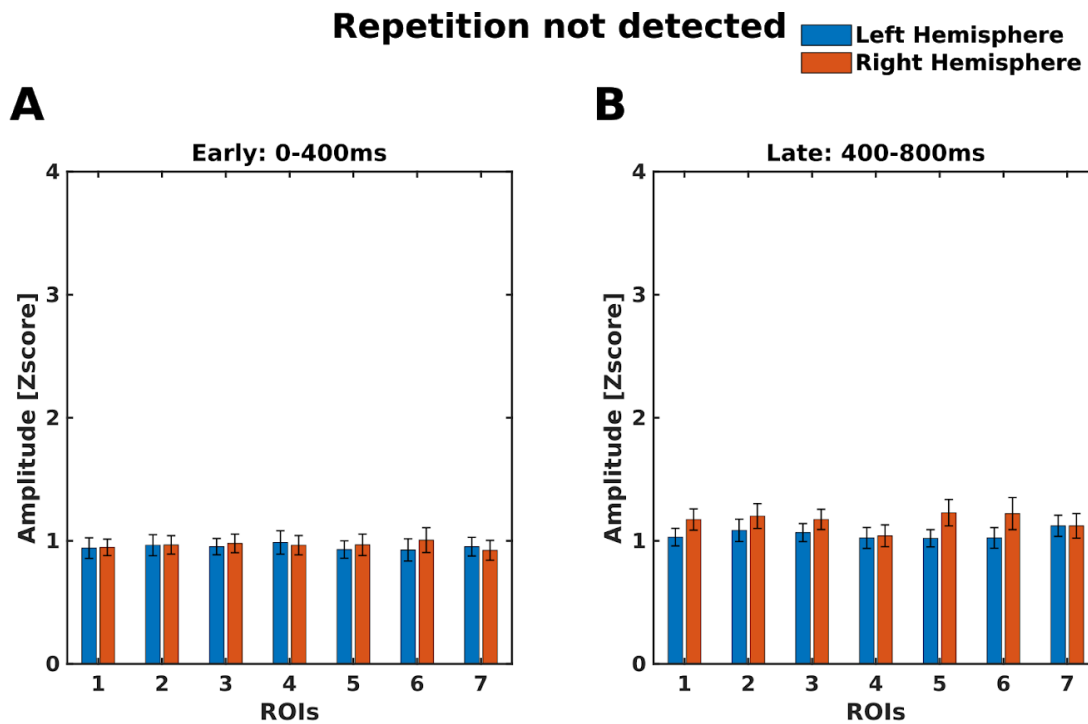 Repetition not detected
Left Hemisphere
Right Hemisphere
A
Early: 0-400ms
Amplitude [Zscore]
4
3
2
1
0
1 2 3 4 5 6 7
ROIs
B
Late: 400-800ms
Amplitude [Zscore]
4
3
2
1
0
1 2 3 4 5 6 7
ROIs